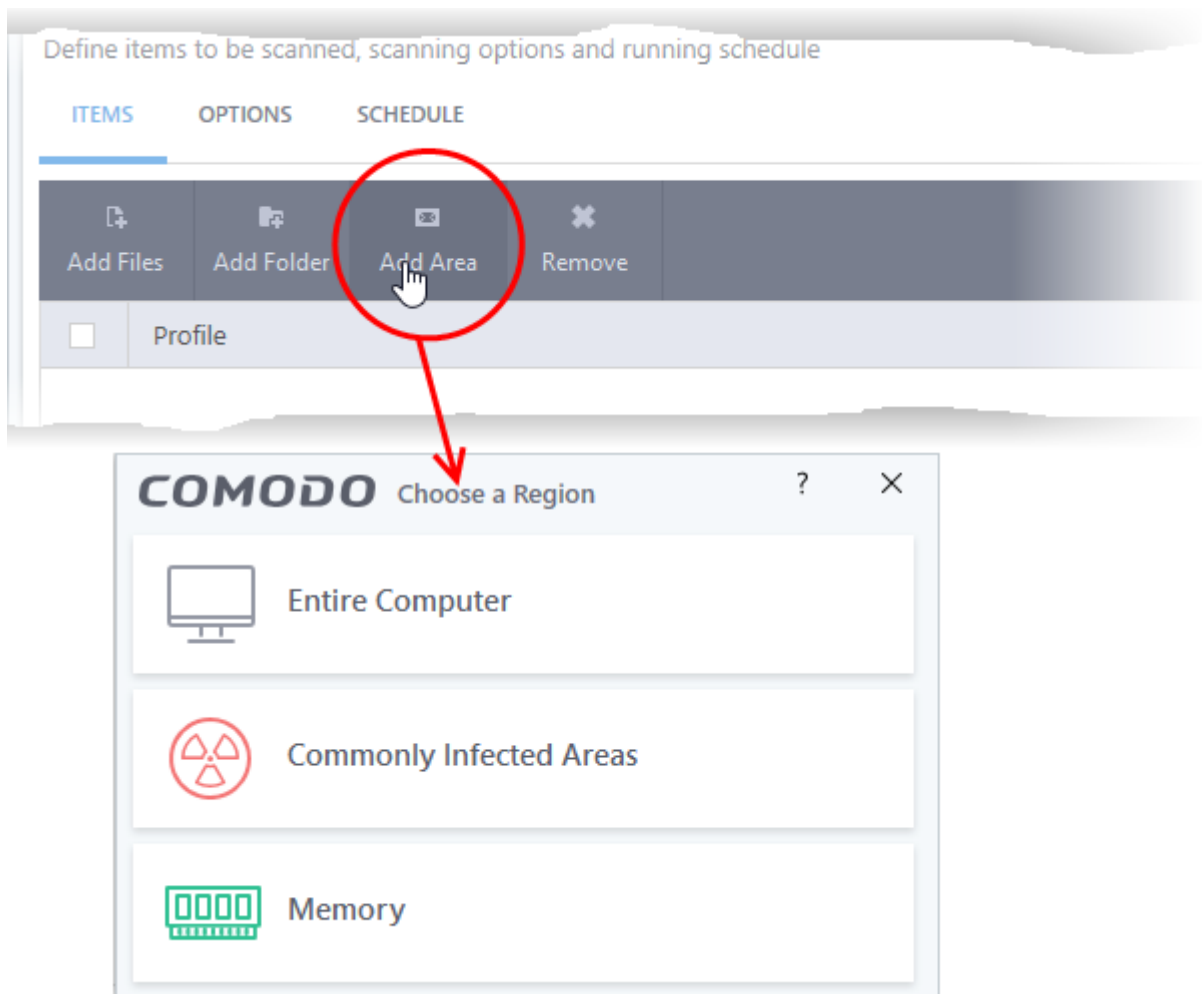 Define items to be scanned, scanning options and running schedule
ITEMS OPTIONS SCHEDULE
Add Files Add Folder Add Area Remove
Profile
COMODO Choose a Region ?
Entire Computer
Commonly Infected Areas
Memory